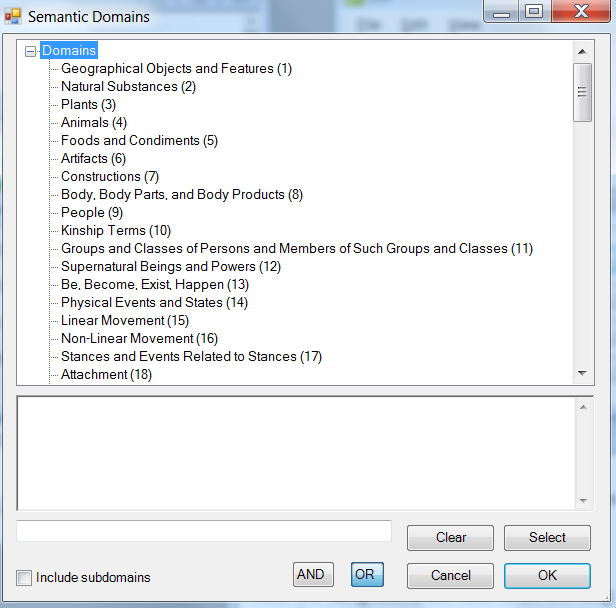 Semantic Domains
Domains
Geographical Objects and Features (1)
Natural Substances (2)
Plants (3)
Animals (4)
Foods and Condiments (5)
Artifacts (6)
Constructions (7)
Body, Body Parts, and Body Products (8)
People (9)
Kinship Terms (10)
Groups and Classes of Persons and Members of Such Groups and Classes (11)
Supernatural Beings and Powers (12)
Be, Become, Exist, Happen (13)
Physical Events and States (14)
Linear Movement (15)
Non-Linear Movement (16)
Stances and Events Related to Stances (17)
Attachment (18)
Clear
Select
Include subdomains
AND
OR
Cancel
OK